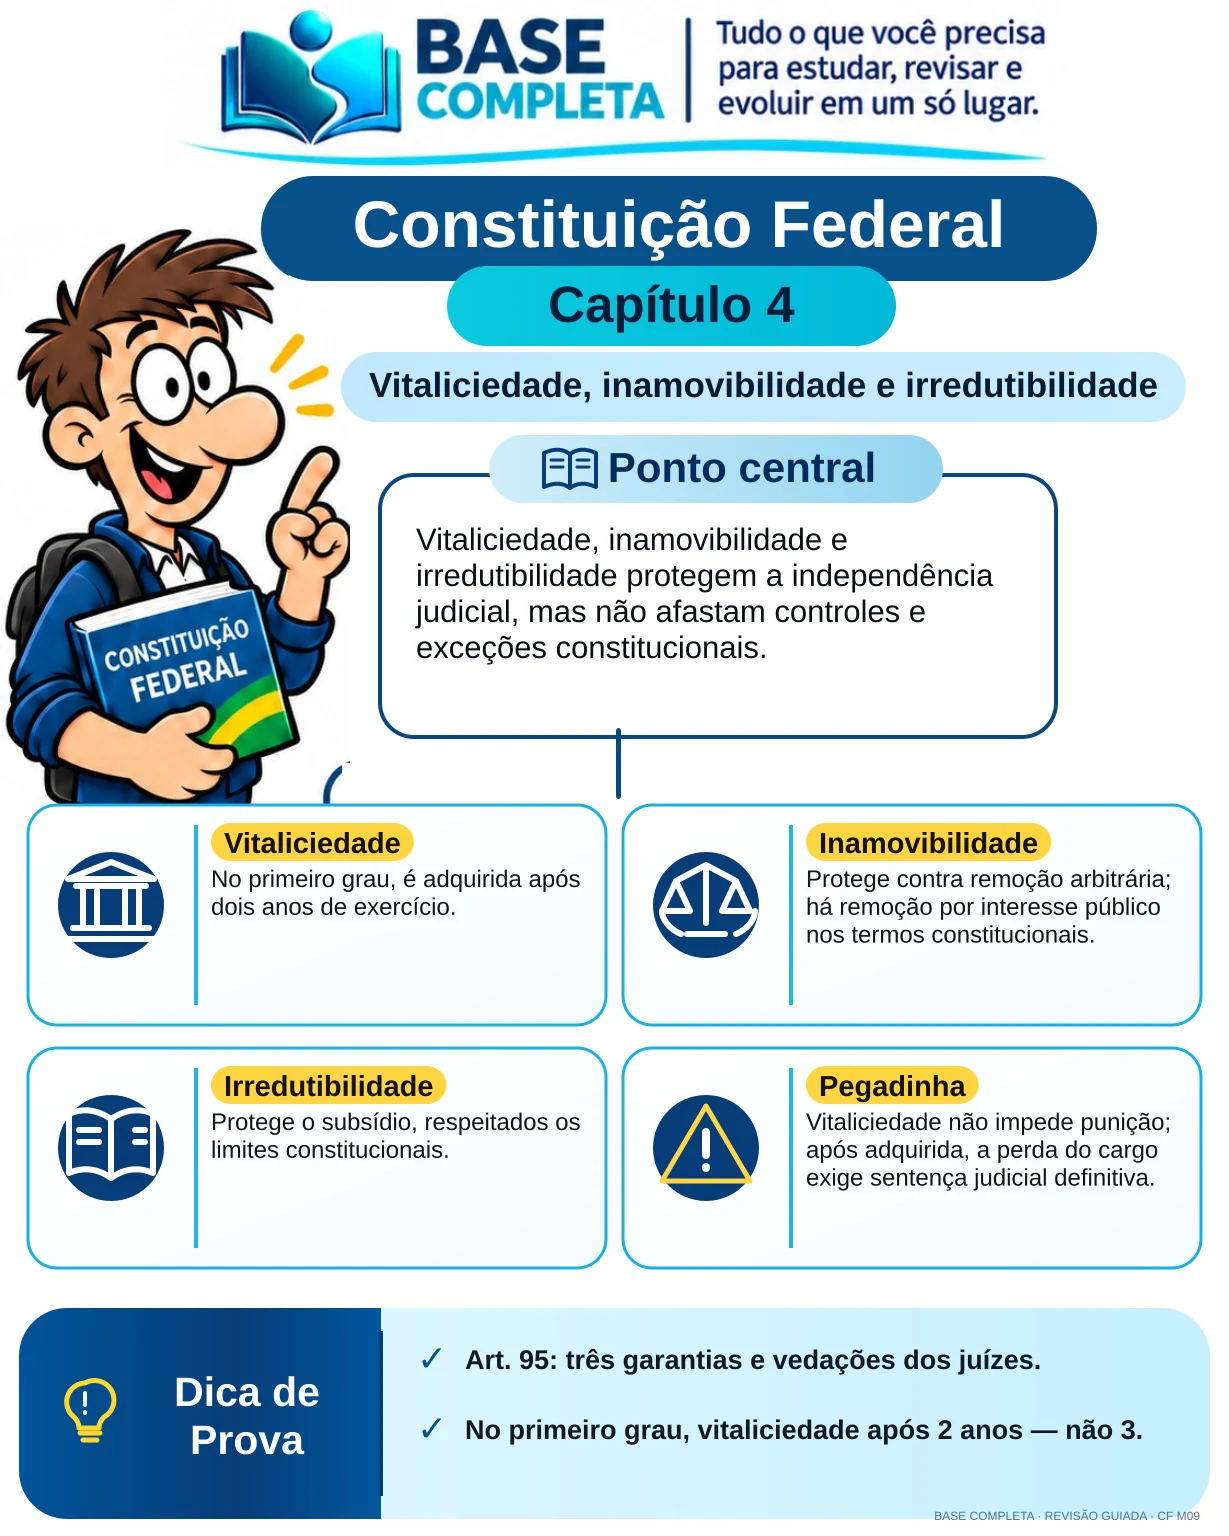 BASE
COMPLETA
Tudo o que você precisa
para estudar, revisar e
evoluir em um só lugar.
Constituição Federal
Capítulo 4
Vitaliciedade, inamovibilidade e irredutibilidade
Ponto central
Vitaliciedade, inamovibilidade e
irredutibilidade protegem a independência
judicial, mas não afastam controles e
exceções constitucionais.
CONSTITUIÇÃO
FEDERAL
Vitaliciedade
No primeiro grau, é adquirida após
dois anos de exercício.
Inamovibilidade
Protege contra remoção arbitrária;
há remoção por interesse público
nos termos constitucionais.
Irredutibilidade
Protege o subsídio, respeitados os
limites constitucionais.
Pegadinha
Vitaliciedade não impede punição;
após adquirida, a perda do cargo
exige sentença judicial definitiva.
Dica de
Prova
✓ Art. 95: três garantias e vedações dos juízes.
✓ No primeiro grau, vitaliciedade após 2 anos — não 3.
BASE COMPLETA · REVISÃO GUIADA · CF M09